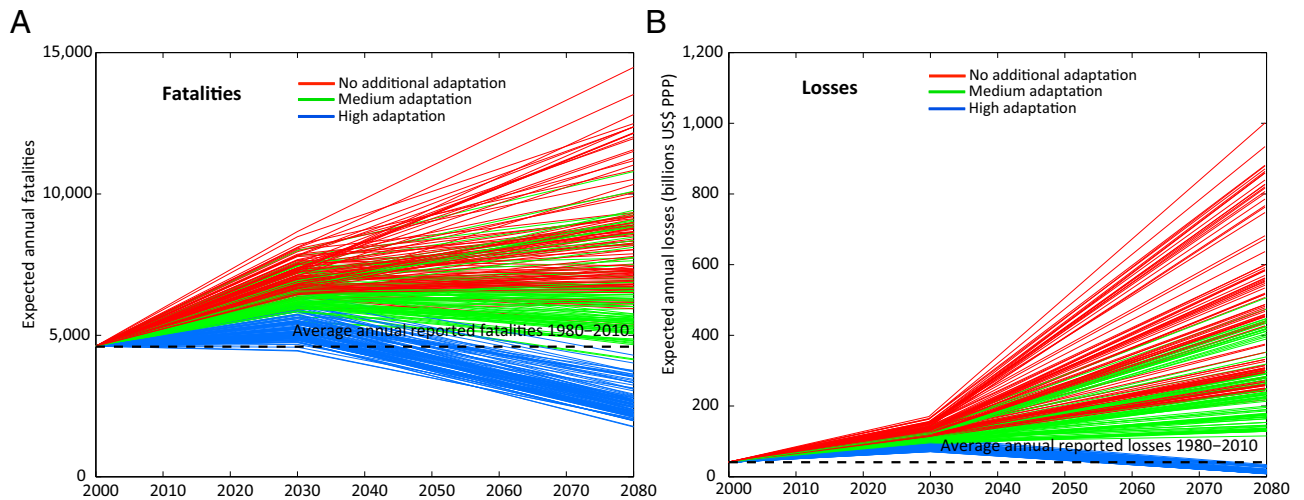 A
15,000
10,000
5,000
0
Expected annual fatalities
Fatalities
No additional adaptation
Medium adaptation
High adaptation
Average annual reported fatalities 1980–2010
2000 2010 2020 2030 2040 2050 2060 2070 2080
B
1,200
1,000
800
600
400
200
0
Expected annual losses (billions US$ PPP)
Losses
No additional adaptation
Medium adaptation
High adaptation
Average annual reported losses 1980–2010
2000 2010 2020 2030 2040 2050 2060 2070 2080